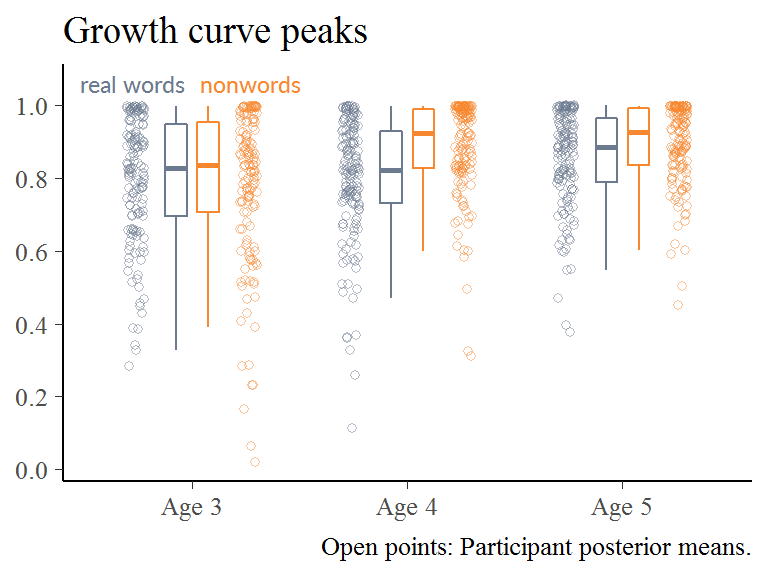 Growth curve peaks
real words nonwords
1.0
0.8
0.6
0.4
0.2
0.0
Age 3 Age 4 Age 5
Open points: Participant posterior means.